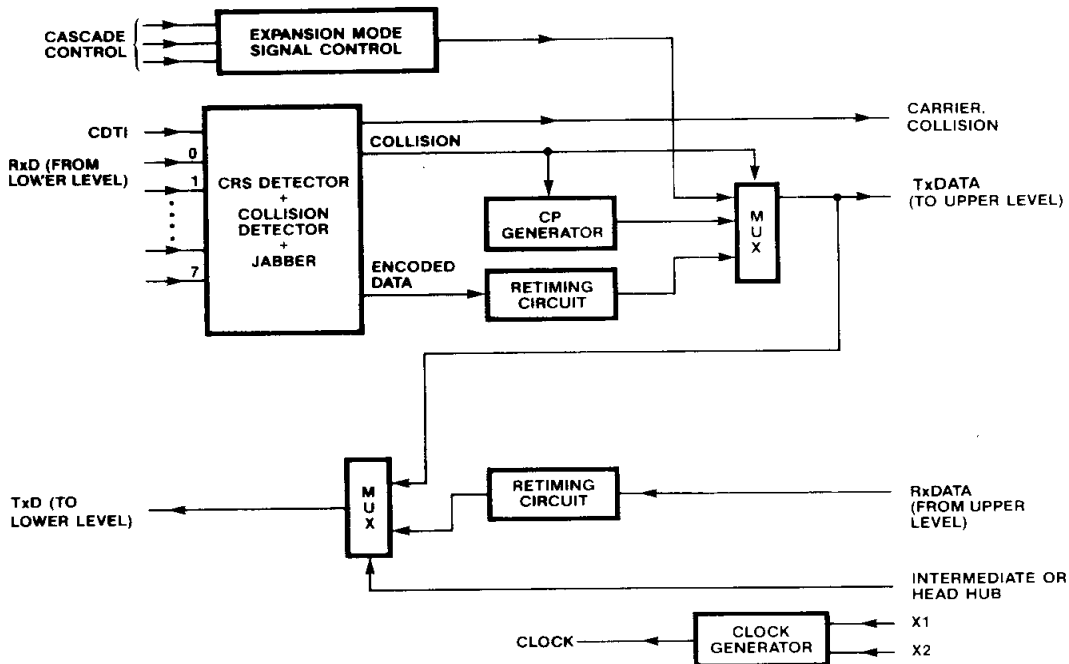 CASCADE
CONTROL
EXPANSION MODE
SIGNAL CONTROL
CDTI
RxD (FROM
LOWER LEVEL)
0
1
7
CRS DETECTOR
+
COLLISION
DETECTOR
+
JABBER
COLLISION
ENCODED
DATA
CP
GENERATOR
RETIMING
CIRCUIT
MUX
CARRIER.
COLLISION
TxDATA
(TO UPPER LEVEL)
TxD (TO
LOWER LEVEL)
MUX
RETIMING
CIRCUIT
RxDATA
(FROM UPPER
LEVEL)
INTERMEDIATE OR
HEAD HUB
CLOCK
CLOCK
GENERATOR
X1
X2